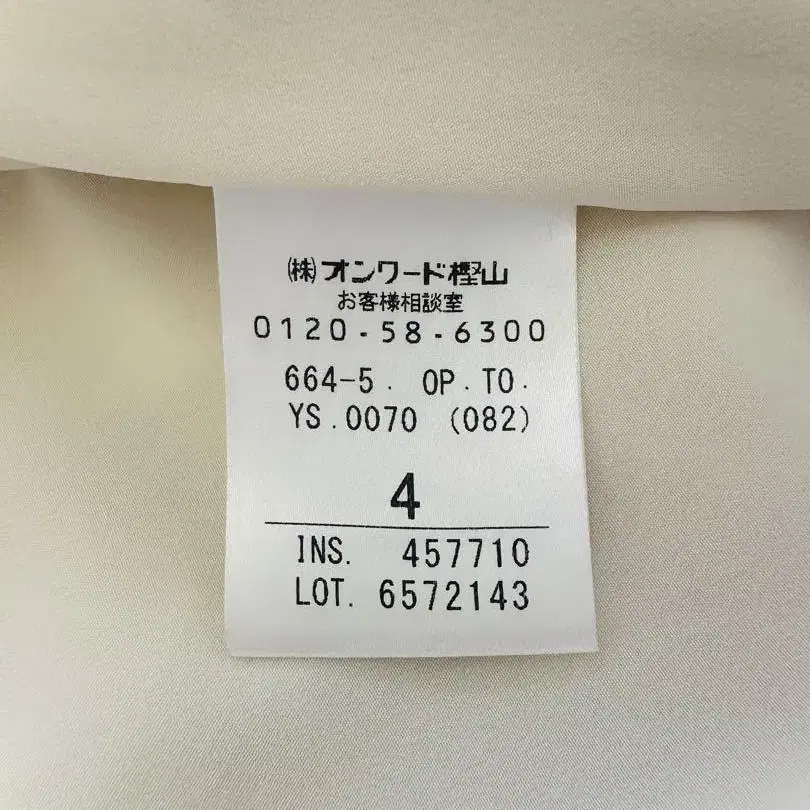 ㈱オンワード樫山
お客様相談室
0120-58-6300
664-5. OP.TO.
YS.0070 (082)
4
INS. 457710
LOT. 6572143